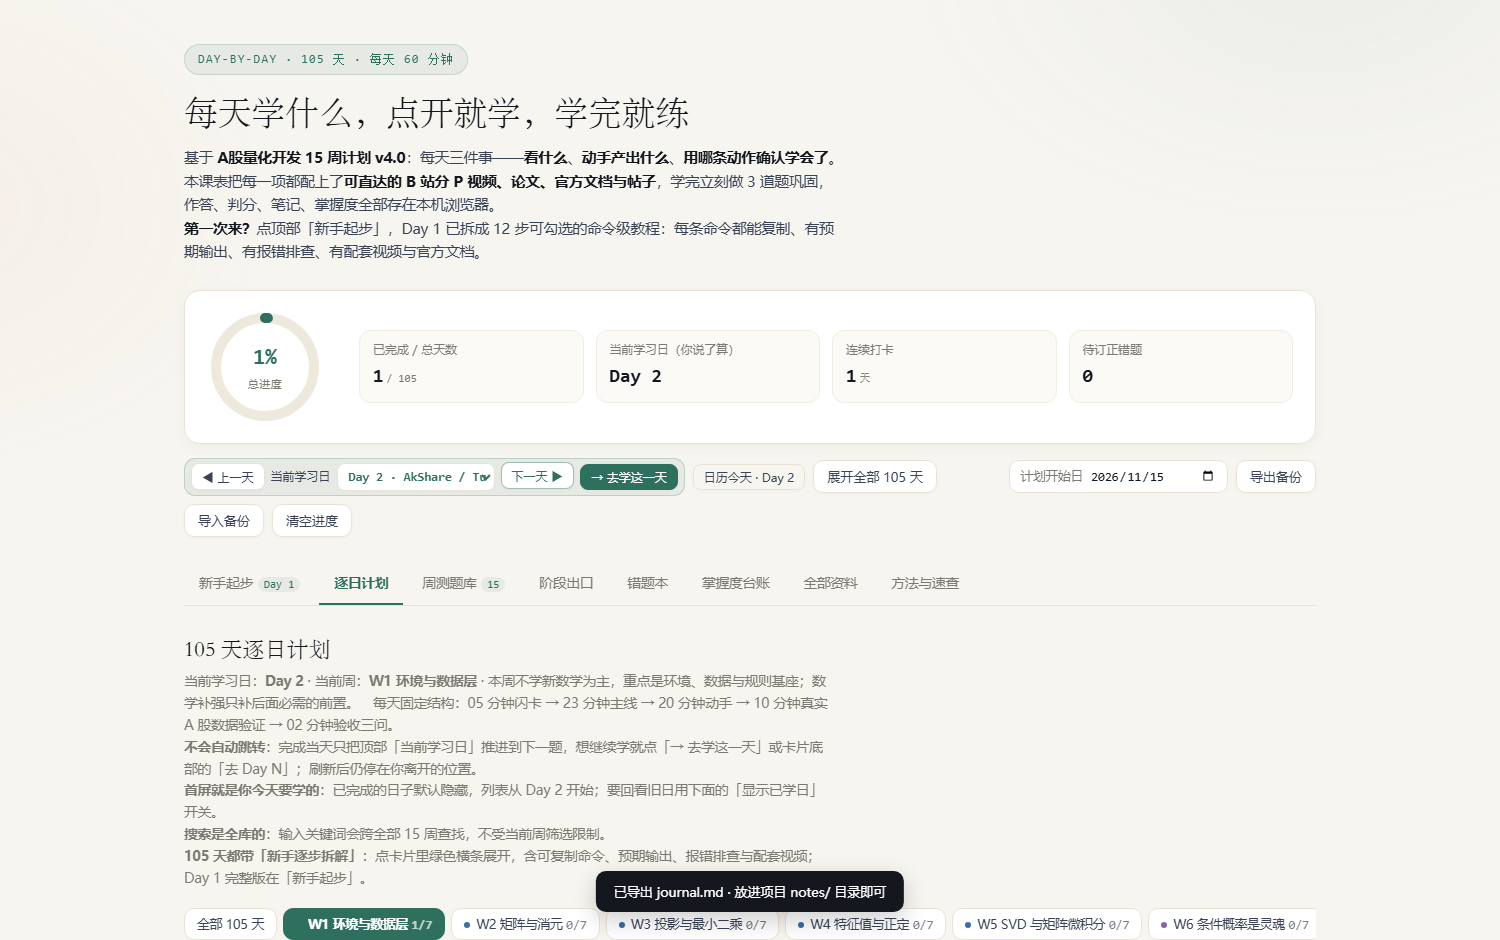 DAY-BY-DAY · 105 天 · 每天 60 分钟
每天学什么，点开就学，学完就练
基于 A股量化开发 15 周计划 v4.0：每天三件事——看什么、动手产出什么、用哪条动作确认学会了。
本课表把每一项都配上了可直达的 B 站分 P 视频、论文、官方文档与帖子，学完立刻做 3 道题巩固，
作答、判分、笔记、掌握度全部存在本机浏览器。
第一次来？点顶部「新手起步」，Day 1 已拆成 12 步可勾选的命令级教程：每条命令都能复制、有预
期输出、有报错排查、有配套视频与官方文档。
1%
总进度
已完成 / 总天数
1 / 105
当前学习日（你说了算）
Day 2
连续打卡
1 天
待订正错题
0
◀ 上一天 当前学习日 Day 2 · AkShare / Tu 下一天 ▶ → 去学这一天 日历今天 · Day 2 展开全部 105 天 计划开始日 2026/11/15 导出备份
导入备份 清空进度
新手起步 Day 1 逐日计划 周测题库 15 阶段出口 错题本 掌握度台账 全部资料 方法与速查
105 天逐日计划
当前学习日：Day 2 · 当前周：W1 环境与数据层 · 本周不学新数学为主，重点是环境、数据与规则基座；数
学补强只补后面必需的前置。 每天固定结构：05 分钟闪卡 → 23 分钟主线 → 20 分钟动手 → 10 分钟真实
A 股数据验证 → 02 分钟验收三问。
不会自动跳转：完成当天只把顶部「当前学习日」推进到下一题，想继续学就点「→ 去学这一天」或卡片底
部的「去 Day N」；刷新后仍停在你离开的位置。
首屏就是你今天要学的：已完成的日子默认隐藏，列表从 Day 2 开始；要回看旧日用下面的「显示已学日」
开关。
搜索是全库的：输入关键词会跨全部 15 周查找，不受当前周筛选限制。
105 天都带「新手逐步拆解」：点卡片里绿色横条展开，含可复制命令、预期输出、报错排查与配套视频；
Day 1 完整版在「新手起步」。
已导出 journal.md · 放进项目 notes/ 目录即可
全部 105 天 W1 环境与数据层 1/7 W2 矩阵与消元 0/7 W3 投影与最小二乘 0/7 W4 特征值与正定 0/7 W5 SVD 与矩阵微积分 0/7 W6 条件概率是灵魂 0/7